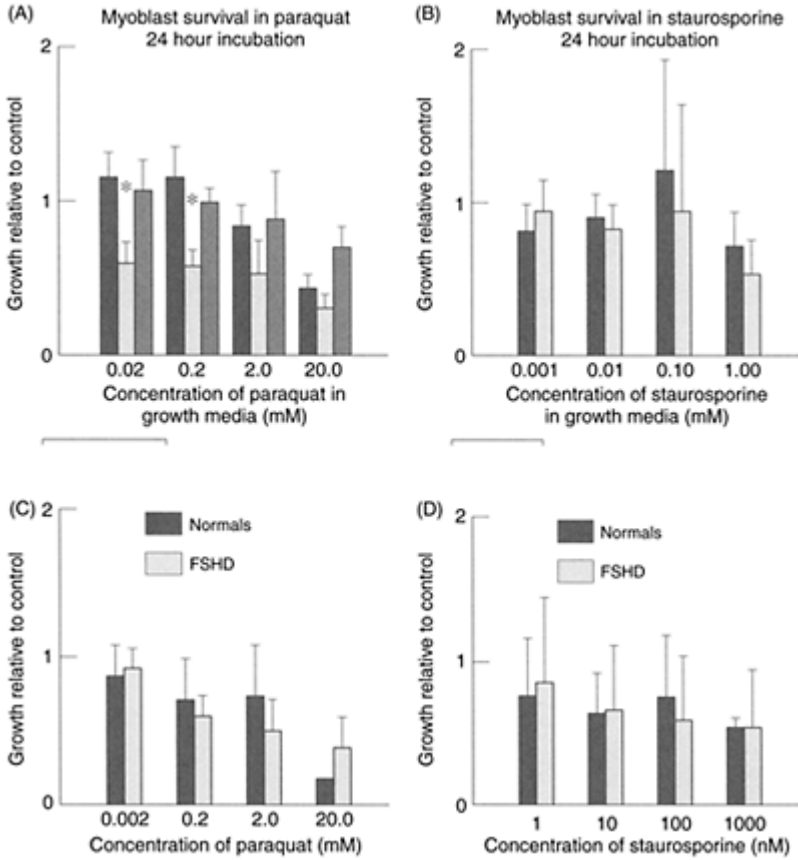 (A)
Myoblast survival in paraquat
24 hour incubation
2
1
0
Growth relative to control
*
*
0.02 0.2 2.0 20.0
Concentration of paraquat in
growth media (mM)
(B)
Myoblast survival in staurosporine
24 hour incubation
2
1
0
Growth relative to control
0.001 0.01 0.10 1.00
Concentration of staurosporine
in growth media (mM)
(C)
2
1
0
Growth relative to control
Normals
FSHD
0.002 0.2 2.0 20.0
Concentration of paraquat (mM)
(D)
2
1
0
Growth relative to control
Normals
FSHD
1 10 100 1000
Concentration of staurosporine (nM)